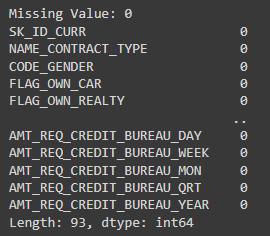 Missing Value: 0
SK_ID_CURR 0
NAME_CONTRACT_TYPE 0
CODE_GENDER 0
FLAG_OWN_CAR 0
FLAG_OWN_REALTY 0
..
AMT_REQ_CREDIT_BUREAU_DAY 0
AMT_REQ_CREDIT_BUREAU_WEEK 0
AMT_REQ_CREDIT_BUREAU_MON 0
AMT_REQ_CREDIT_BUREAU_QRT 0
AMT_REQ_CREDIT_BUREAU_YEAR 0
Length: 93, dtype: int64